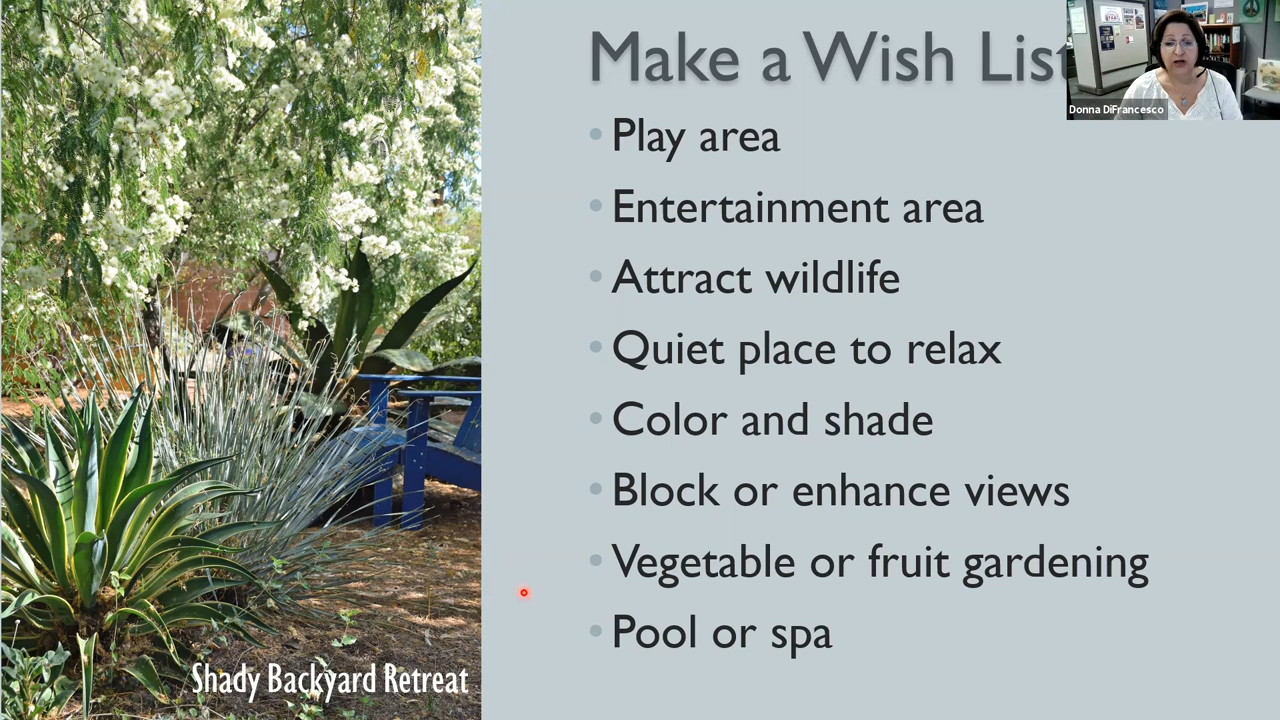 Make a Wish List
Donna DiFrancesco
• Play area
• Entertainment area
• Attract wildlife
• Quiet place to relax
• Color and shade
• Block or enhance views
• Vegetable or fruit gardening
• Pool or spa
Shady Backyard Retreat